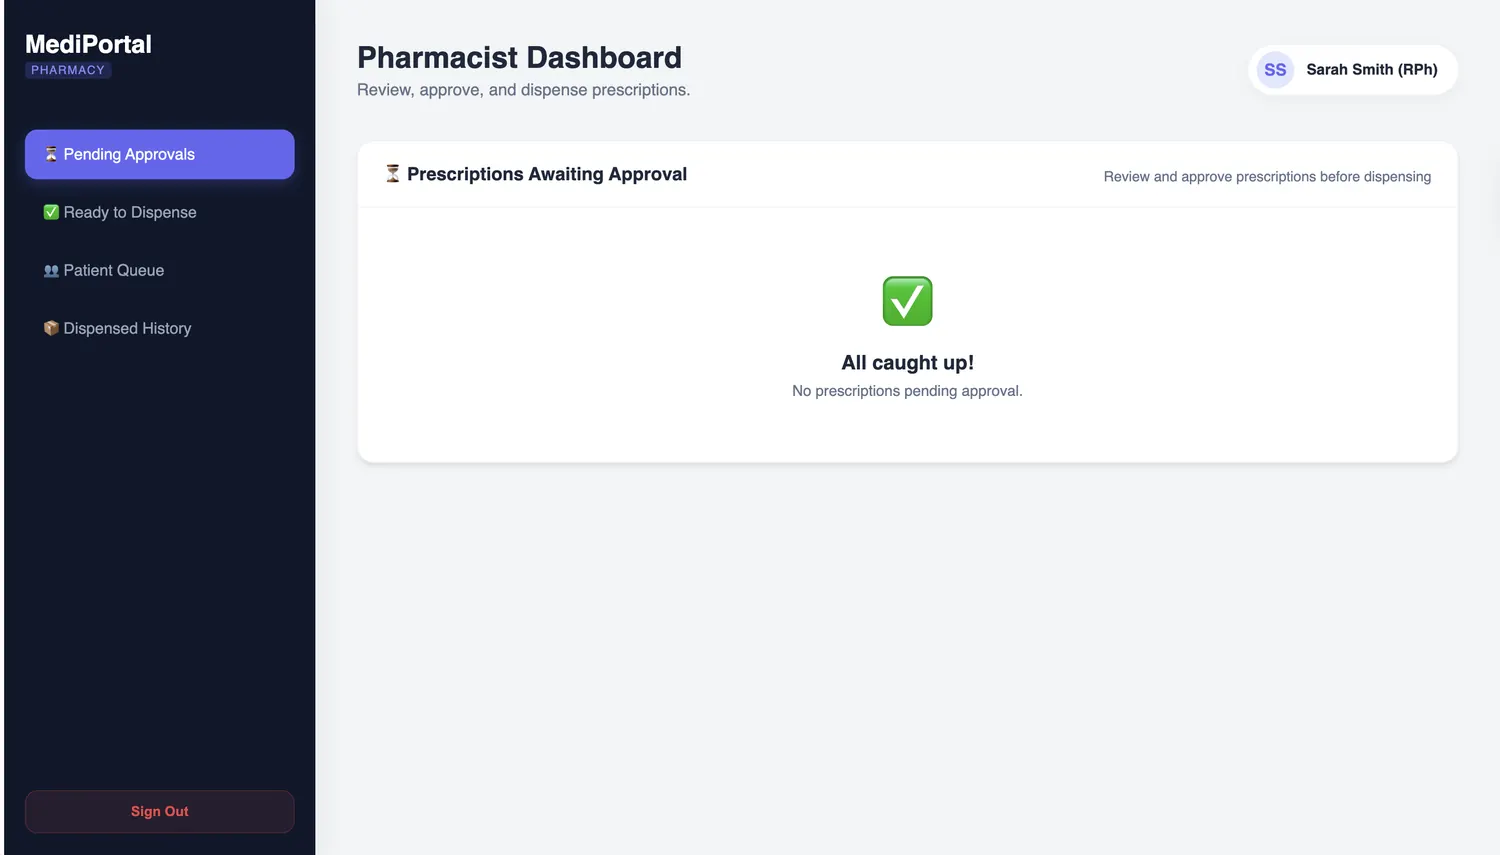 MediPortal
PHARMACY
⏳ Pending Approvals
✅ Ready to Dispense
👥 Patient Queue
📦 Dispensed History
Sign Out
Pharmacist Dashboard
Review, approve, and dispense prescriptions.
SS Sarah Smith (RPh)
⏳ Prescriptions Awaiting Approval
Review and approve prescriptions before dispensing
✅
All caught up!
No prescriptions pending approval.